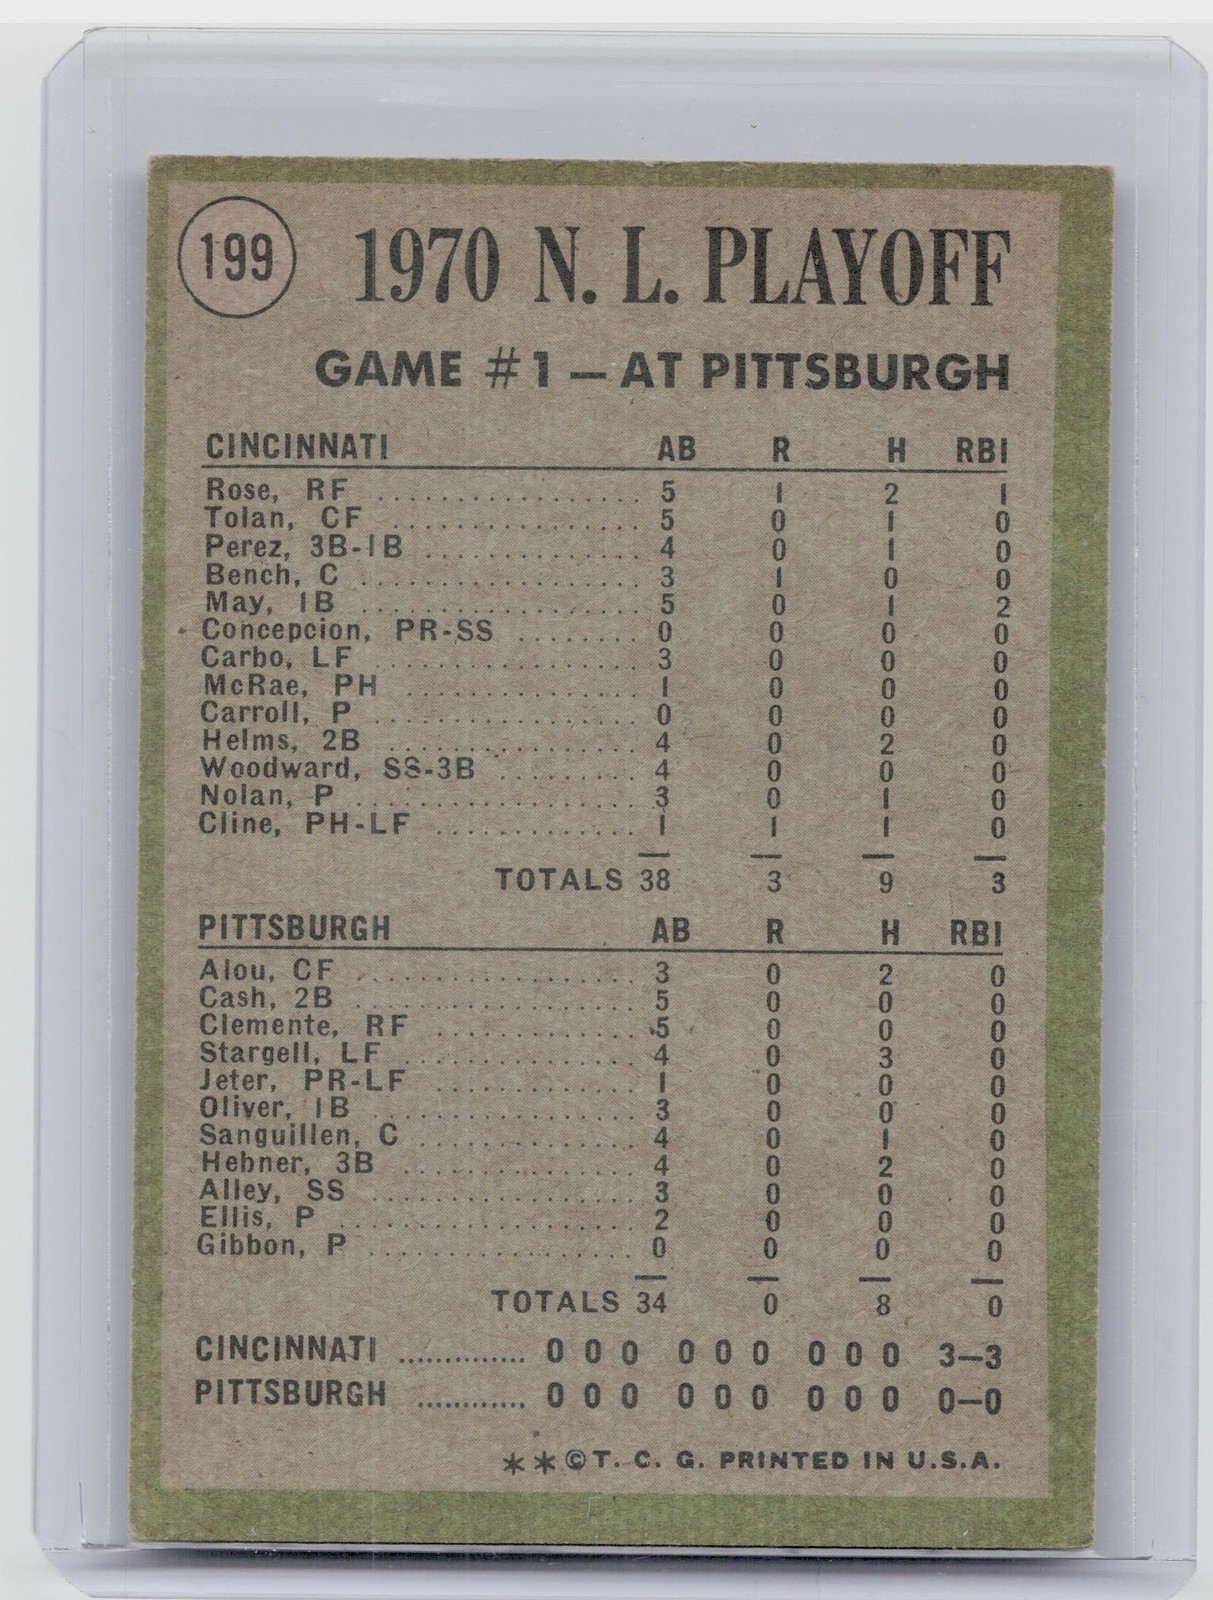 199
1970 N. L. PLAYOFF
GAME #1 — AT PITTSBURGH
CINCINNATI AB R H RBI
Rose, RF .................. 5 1 2 1
Tolan, CF ................. 5 0 1 0
Perez, 3B-1B ............... 4 0 1 0
Bench, C ................... 3 1 0 0
May, 1B ................... 5 0 1 2
Concepcion, PR-SS ........ 0 0 0 0
Carbo, LF .................. 3 0 0 0
McRae, PH ................ 1 0 0 0
Carroll, P .................. 0 0 0 0
Helms, 2B ................. 4 0 2 0
Woodward, SS-3B .......... 4 0 0 0
Nolan, P ................... 3 0 1 0
Cline, PH-LF .............. 1 1 1 0
TOTALS 38 3 9 3
PITTSBURGH AB R H RBI
Alou, CF ................... 3 0 2 0
Cash, 2B ................... 5 0 0 0
Clemente, RF .............. 5 0 0 0
Stargell, LF ................ 4 0 3 0
Jeter, PR-LF .............. 1 0 0 0
Oliver, 1B .................. 3 0 0 0
Sanguillen, C ............... 4 0 1 0
Hebner, 3B ................ 4 0 2 0
Alley, SS .................. 3 0 0 0
Ellis, P .................... 2 0 0 0
Gibbon, P .................. 0 0 0 0
TOTALS 34 0 8 0
CINCINNATI .............. 0 0 0 0 0 0 0 0 0 3—3
PITTSBURGH ............ 0 0 0 0 0 0 0 0 0 0—0
**©T. C. G. PRINTED IN U.S.A.